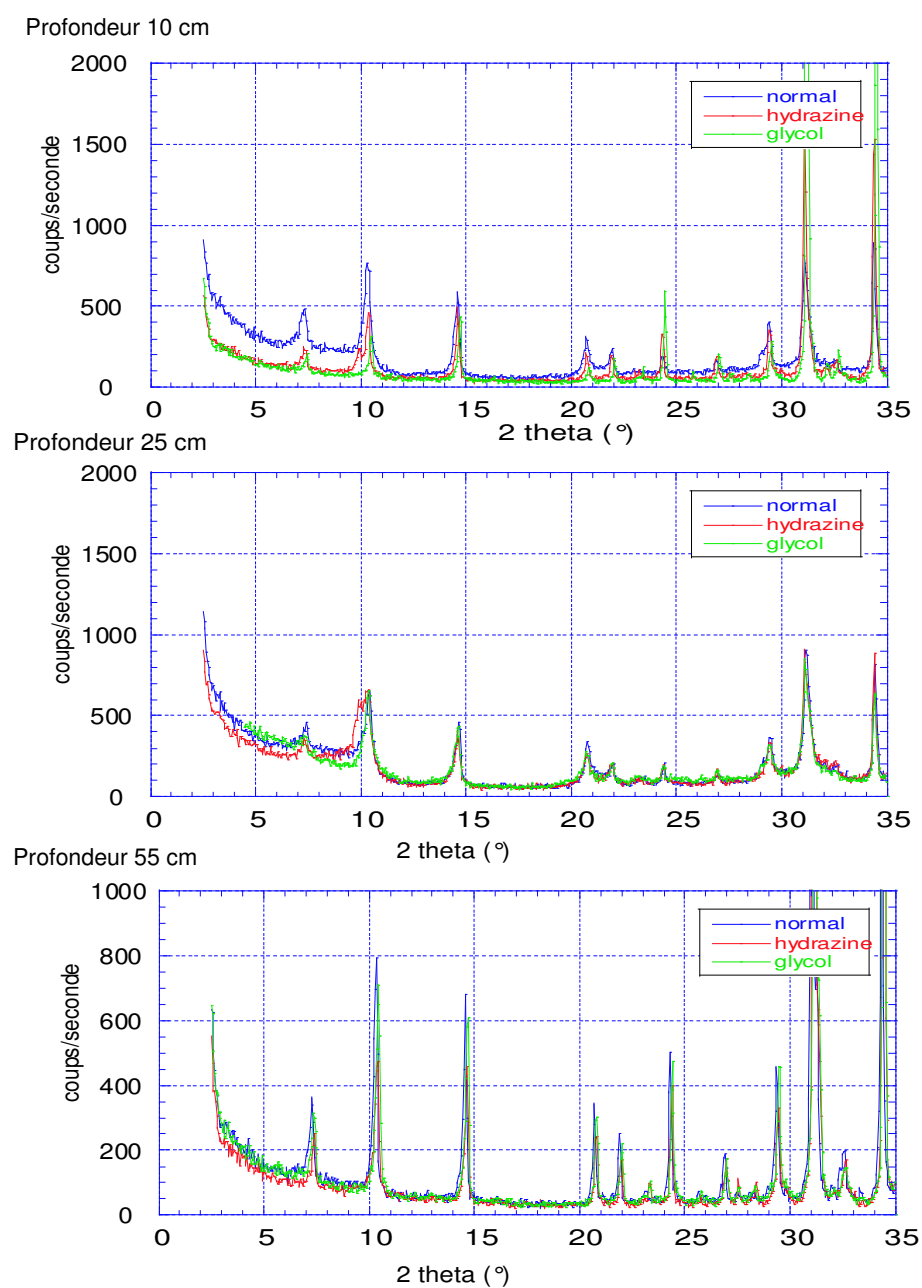 Profondeur 10 cm
2000
1500
1000
500
0
coups/seconde
normal
hydrazine
glycol
0 5 10 15 20 25 30 35
2 theta (°)
Profondeur 25 cm
2000
1500
1000
500
0
coups/seconde
normal
hydrazine
glycol
0 5 10 15 20 25 30 35
2 theta (°)
Profondeur 55 cm
1000
800
600
400
200
0
coups/seconde
normal
hydrazine
glycol
0 5 10 15 20 25 30 35
2 theta (°)